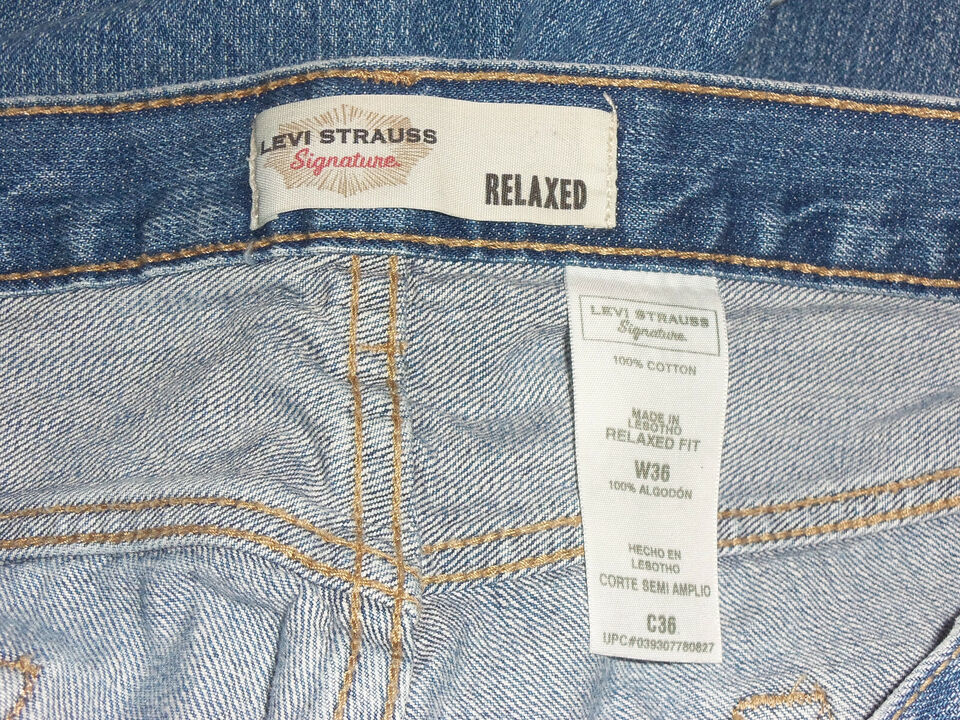 LEVI STRAUSS
Signature.
RELAXED
LEVI STRAUSS
Signature.
100% COTTON
MADE IN
LESOTHO
RELAXED FIT
W36
100% ALGODÓN
HECHO EN
LESOTHO
CORTE SEMI AMPLIO
C36
UPC#039307780827